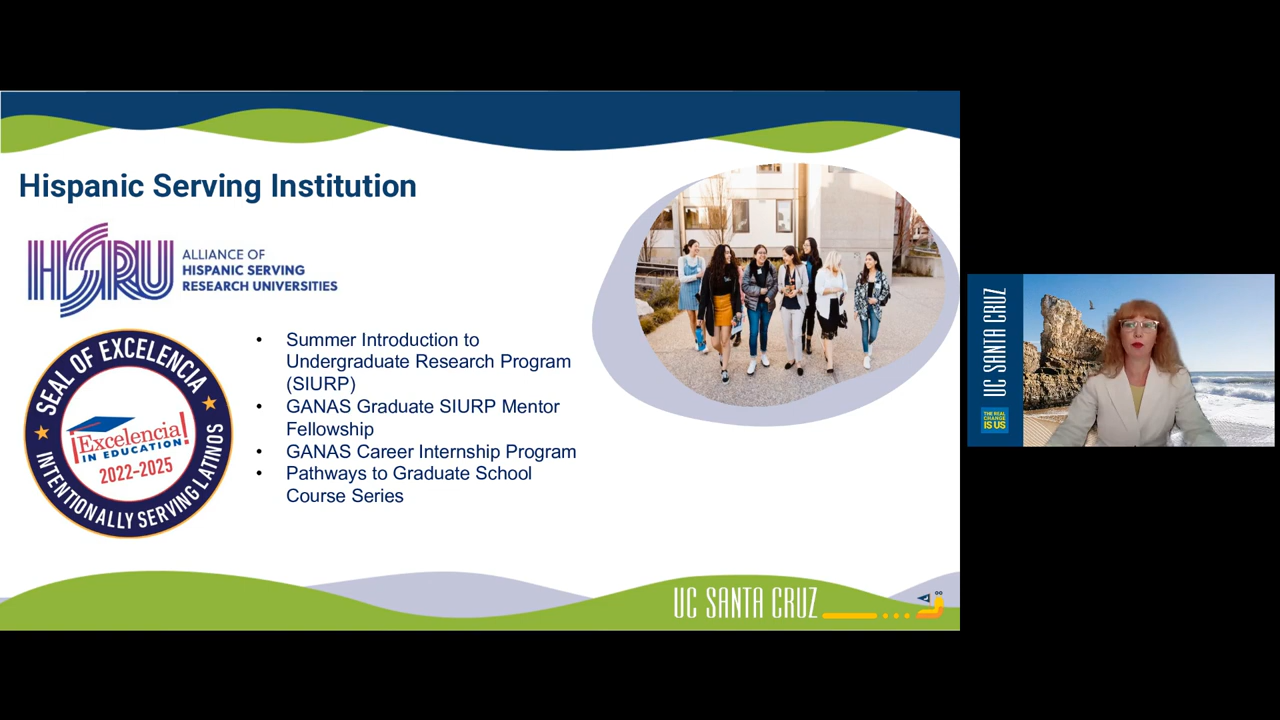 Hispanic Serving Institution
HSRU
ALLIANCE OF
HISPANIC SERVING
RESEARCH UNIVERSITIES
SEAL OF EXCELENCIA
¡Excelencia!
IN EDUCATION
2022-2025
INTENTIONALLY SERVING LATINOS
• Summer Introduction to
Undergraduate Research Program
(SIURP)
• GANAS Graduate SIURP Mentor
Fellowship
• GANAS Career Internship Program
• Pathways to Graduate School
Course Series
UC SANTA CRUZ
UC SANTA CRUZ
THE REAL
CHANGE
IS US